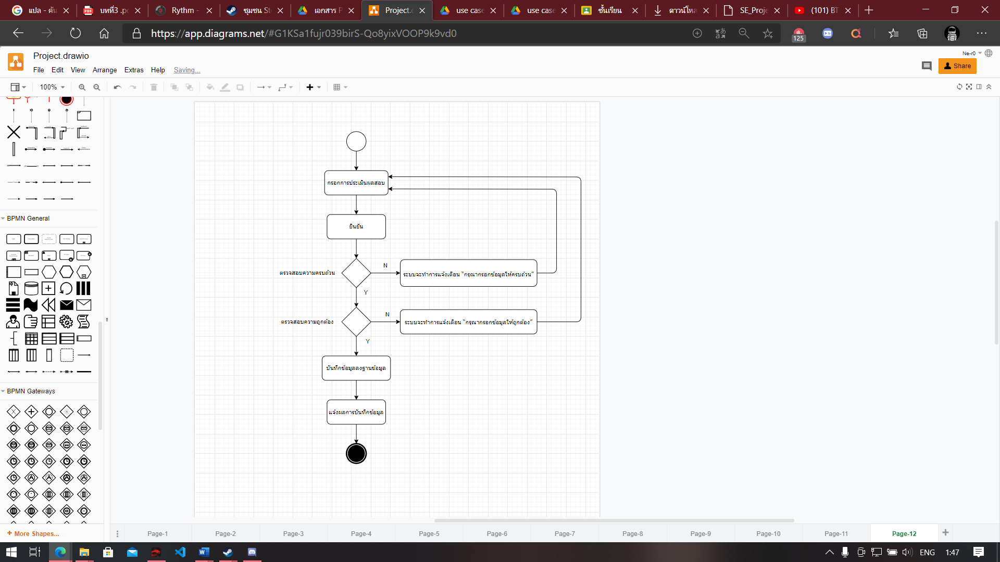 แปล - ค้น
บทที่3 .pd
Rythm -
ชุมชน St
เอกสาร P
Project.d
use case
use case
ชั้นเรียน
ดาวน์โหล
SE_Proje
(101) BT
https://app.diagrams.net/#G1KSa1fujr039birS-Qo8yixVOOP9k9vd0
125
Project.drawio
Ne-r0
File Edit View Arrange Extras Help Saving...
Share
100%
กรอกการประเมินผลสอบ
ยืนยัน
BPMN General
ตรวจสอบความครบถ้วน
N
ระบบจะทำการแจ้งเตือน “กรุณากรอกข้อมูลให้ครบถ้วน”
Y
ตรวจสอบความถูกต้อง
N
ระบบจะทำการแจ้งเตือน “กรุณากรอกข้อมูลให้ถูกต้อง”
Y
บันทึกข้อมูลลงฐานข้อมูล
BPMN Gateways
แจ้งผลการบันทึกข้อมูล
+ More Shapes...
Page-1 Page-2 Page-3 Page-4 Page-5 Page-6 Page-7 Page-8 Page-9 Page-10 Page-11 Page-12
ENG 1:47